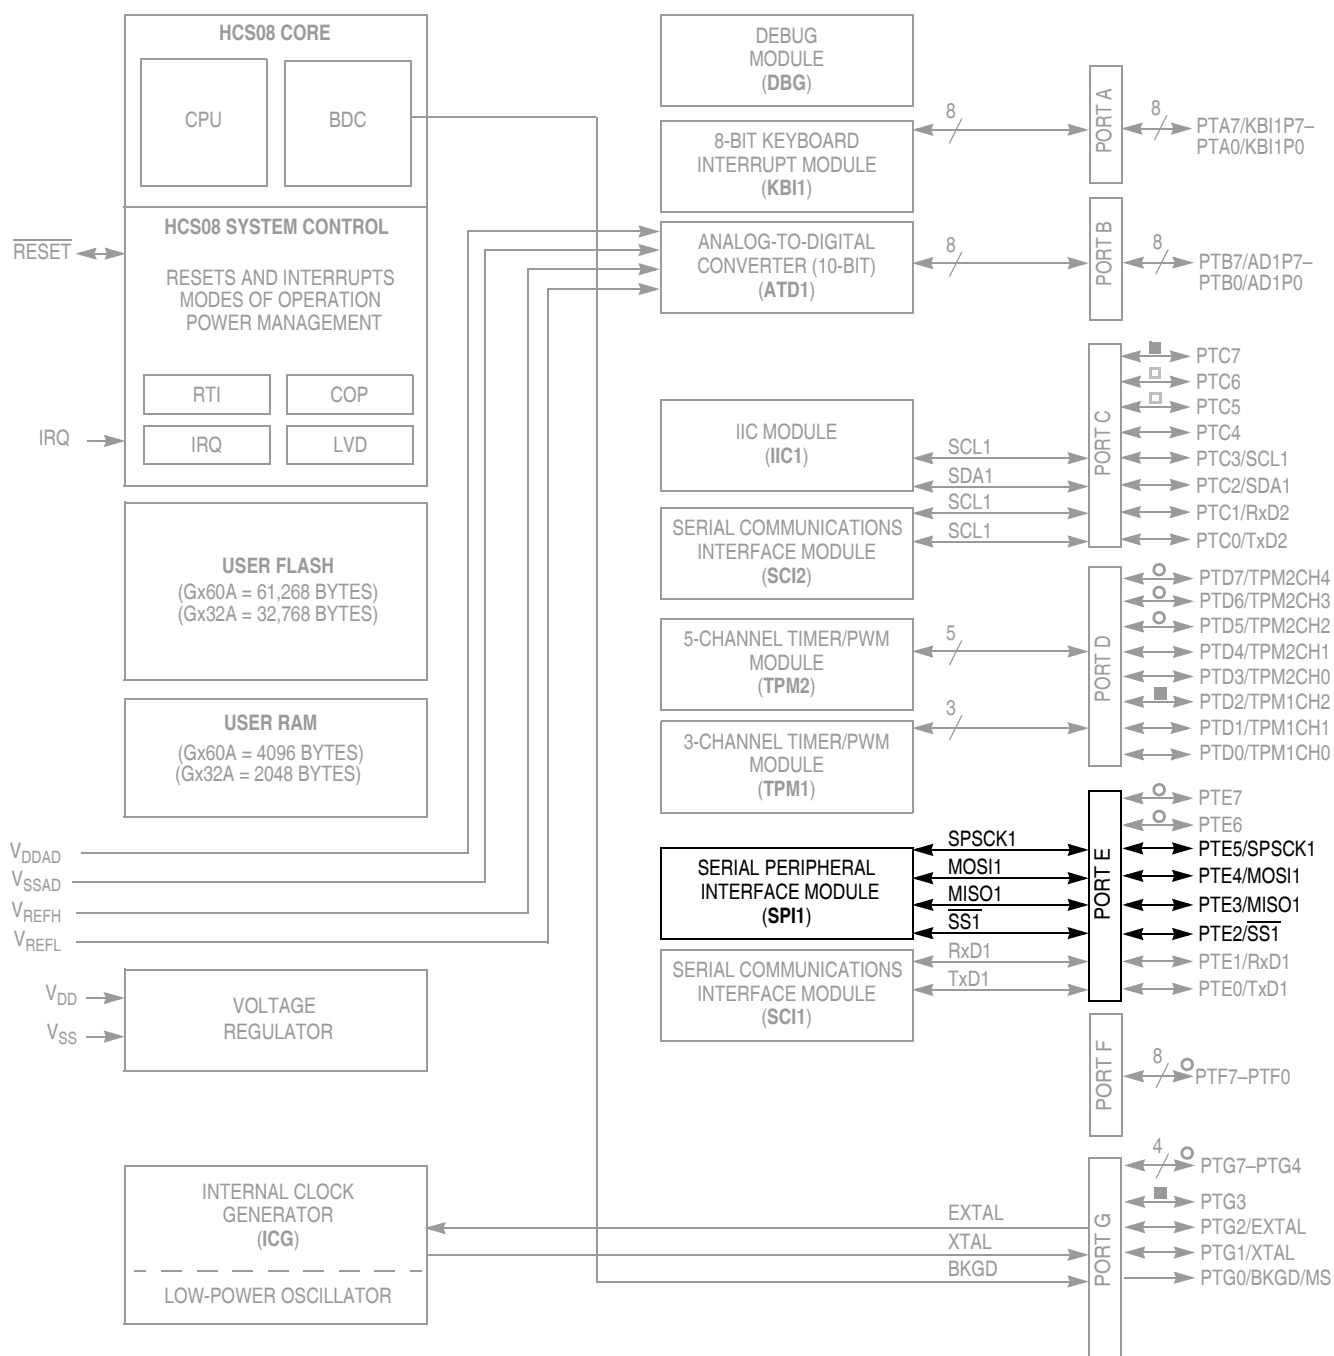 HCS08 CORE
CPU
BDC
HCS08 SYSTEM CONTROL
RESETS AND INTERRUPTS
MODES OF OPERATION
POWER MANAGEMENT
RTI
COP
IRQ
LVD
RESET
IRQ
USER FLASH
(Gx60A = 61,268 BYTES)
(Gx32A = 32,768 BYTES)
USER RAM
(Gx60A = 4096 BYTES)
(Gx32A = 2048 BYTES)
VDDAD
VSSAD
VREFH
VREFL
VDD
VSS
VOLTAGE
REGULATOR
INTERNAL CLOCK
GENERATOR
(ICG)
LOW-POWER OSCILLATOR
DEBUG
MODULE
(DBG)
8-BIT KEYBOARD
INTERRUPT MODULE
(KBI1)
8
ANALOG-TO-DIGITAL
CONVERTER (10-BIT)
(ATD1)
8
IIC MODULE
(IIC1)
SCL1
SDA1
SCL1
SCL1
SERIAL COMMUNICATIONS
INTERFACE MODULE
(SCI2)
5-CHANNEL TIMER/PWM
MODULE
(TPM2)
5
3-CHANNEL TIMER/PWM
MODULE
(TPM1)
3
SERIAL PERIPHERAL
INTERFACE MODULE
(SPI1)
SPSCK1
MOSI1
MISO1
SS1
RxD1
TxD1
SERIAL COMMUNICATIONS
INTERFACE MODULE
(SCI1)
EXTAL
XTAL
BKGD
PORT A
8
PTA7/KBI1P7–
PTA0/KBI1P0
PORT B
8
PTB7/AD1P7–
PTB0/AD1P0
PORT C
PTC7
PTC6
PTC5
PTC4
PTC3/SCL1
PTC2/SDA1
PTC1/RxD2
PTC0/TxD2
PORT D
PTD7/TPM2CH4
PTD6/TPM2CH3
PTD5/TPM2CH2
PTD4/TPM2CH1
PTD3/TPM2CH0
PTD2/TPM1CH2
PTD1/TPM1CH1
PTD0/TPM1CH0
PORT E
PTE7
PTE6
PTE5/SPSCK1
PTE4/MOSI1
PTE3/MISO1
PTE2/SS1
PTE1/RxD1
PTE0/TxD1
PORT F
8
PTF7–PTF0
PORT G
4
PTG7–PTG4
PTG3
PTG2/EXTAL
PTG1/XTAL
PTG0/BKGD/MS